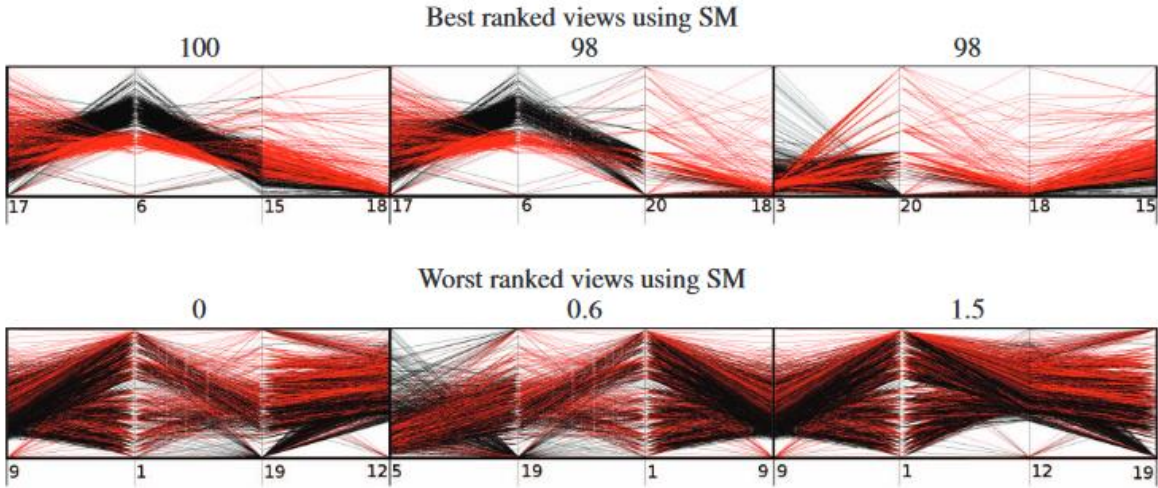 Best ranked views using SM
100 98 98
17 6 15 18 17 6 20 18 3 20 18 15
Worst ranked views using SM
0 0.6 1.5
9 1 19 12 5 19 1 9 9 1 12 19